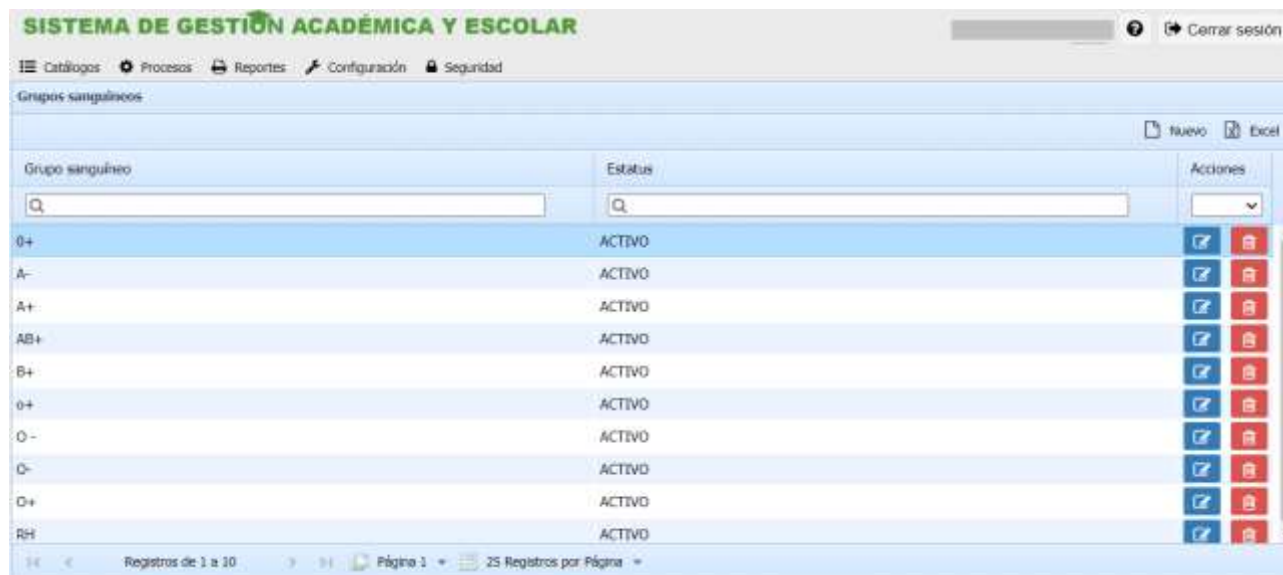 SISTEMA DE GESTIÓN ACADÉMICA Y ESCOLAR
Cerrar sesión
Catálogos Procesos Reportes Configuración Seguridad
Grupos sanguíneos
Nuevo Excel
Grupo sanguíneo Estatus Acciones
0+ ACTIVO
A- ACTIVO
A+ ACTIVO
AB+ ACTIVO
B+ ACTIVO
o+ ACTIVO
O - ACTIVO
O- ACTIVO
O+ ACTIVO
RH ACTIVO
Registros de 1 a 10 Página 1 25 Registros por Página